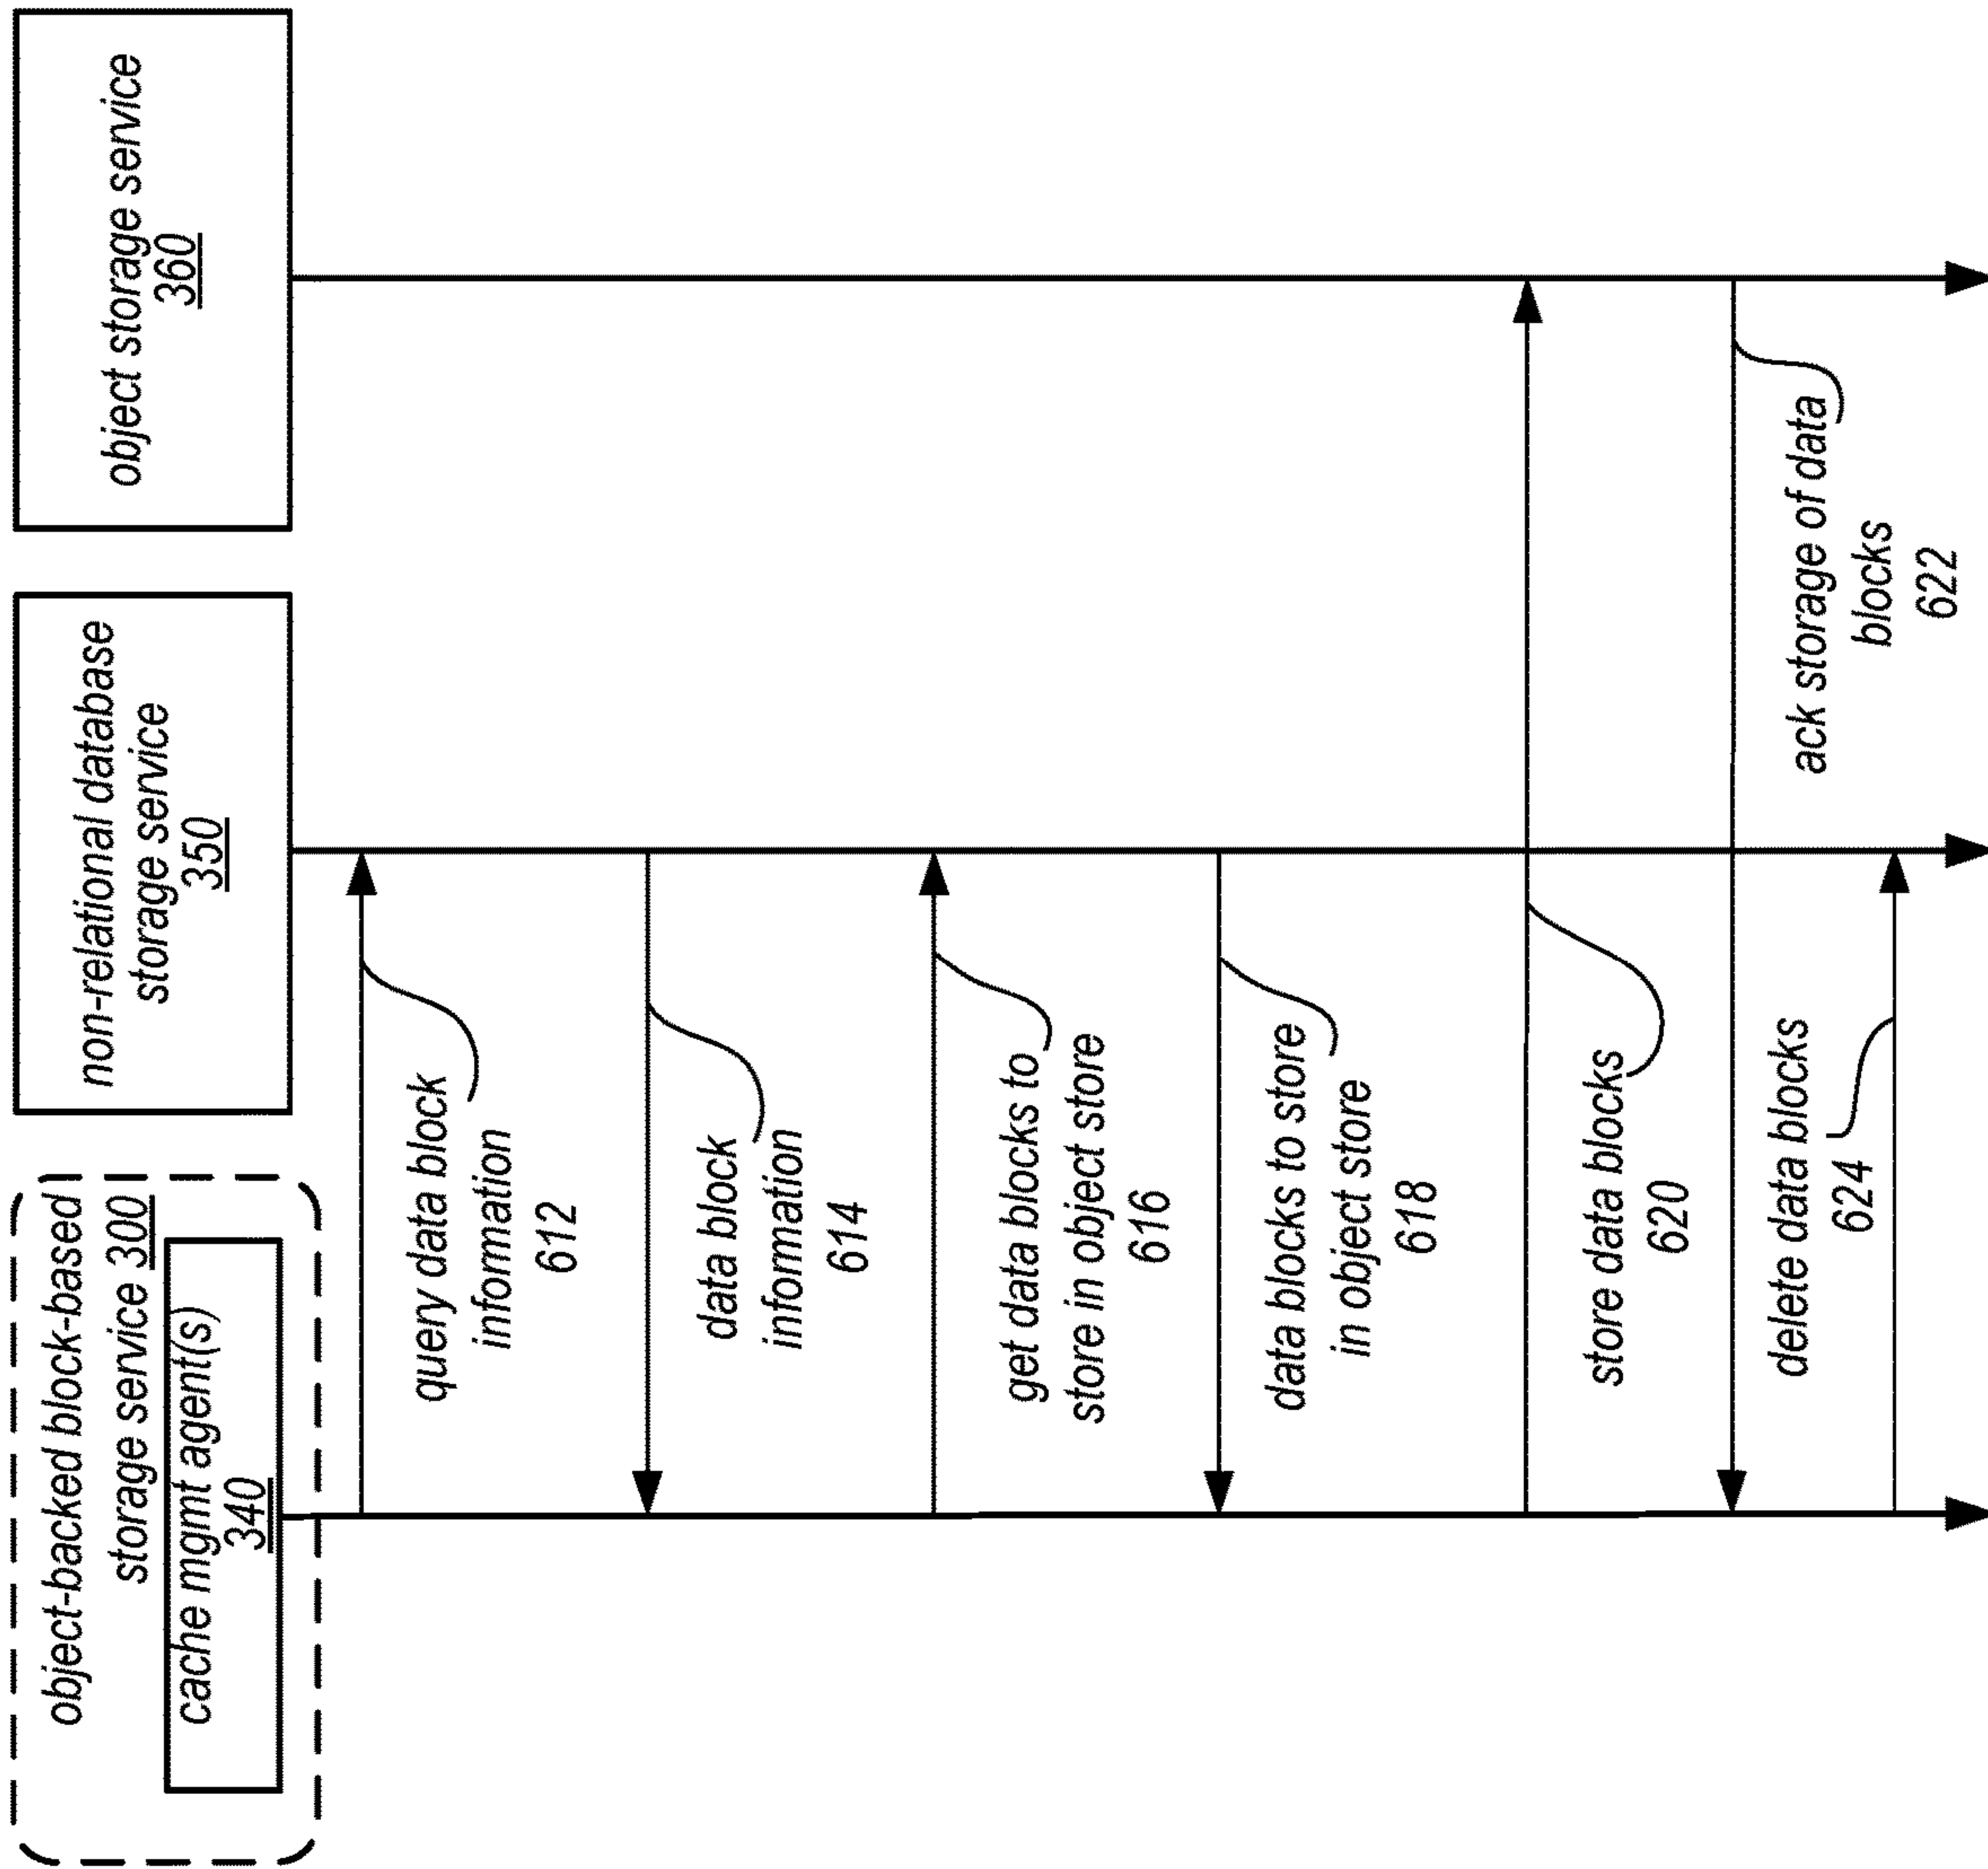 object-backed block-based
storage service 300
cache mgmt agent(s)
340
non-relational database
storage service
350
object storage service
360
query data block
information
612
data block
information
614
get data blocks to
store in object store
616
data blocks to store
in object store
618
store data blocks
620
ack storage of data
blocks
622
delete data blocks
624